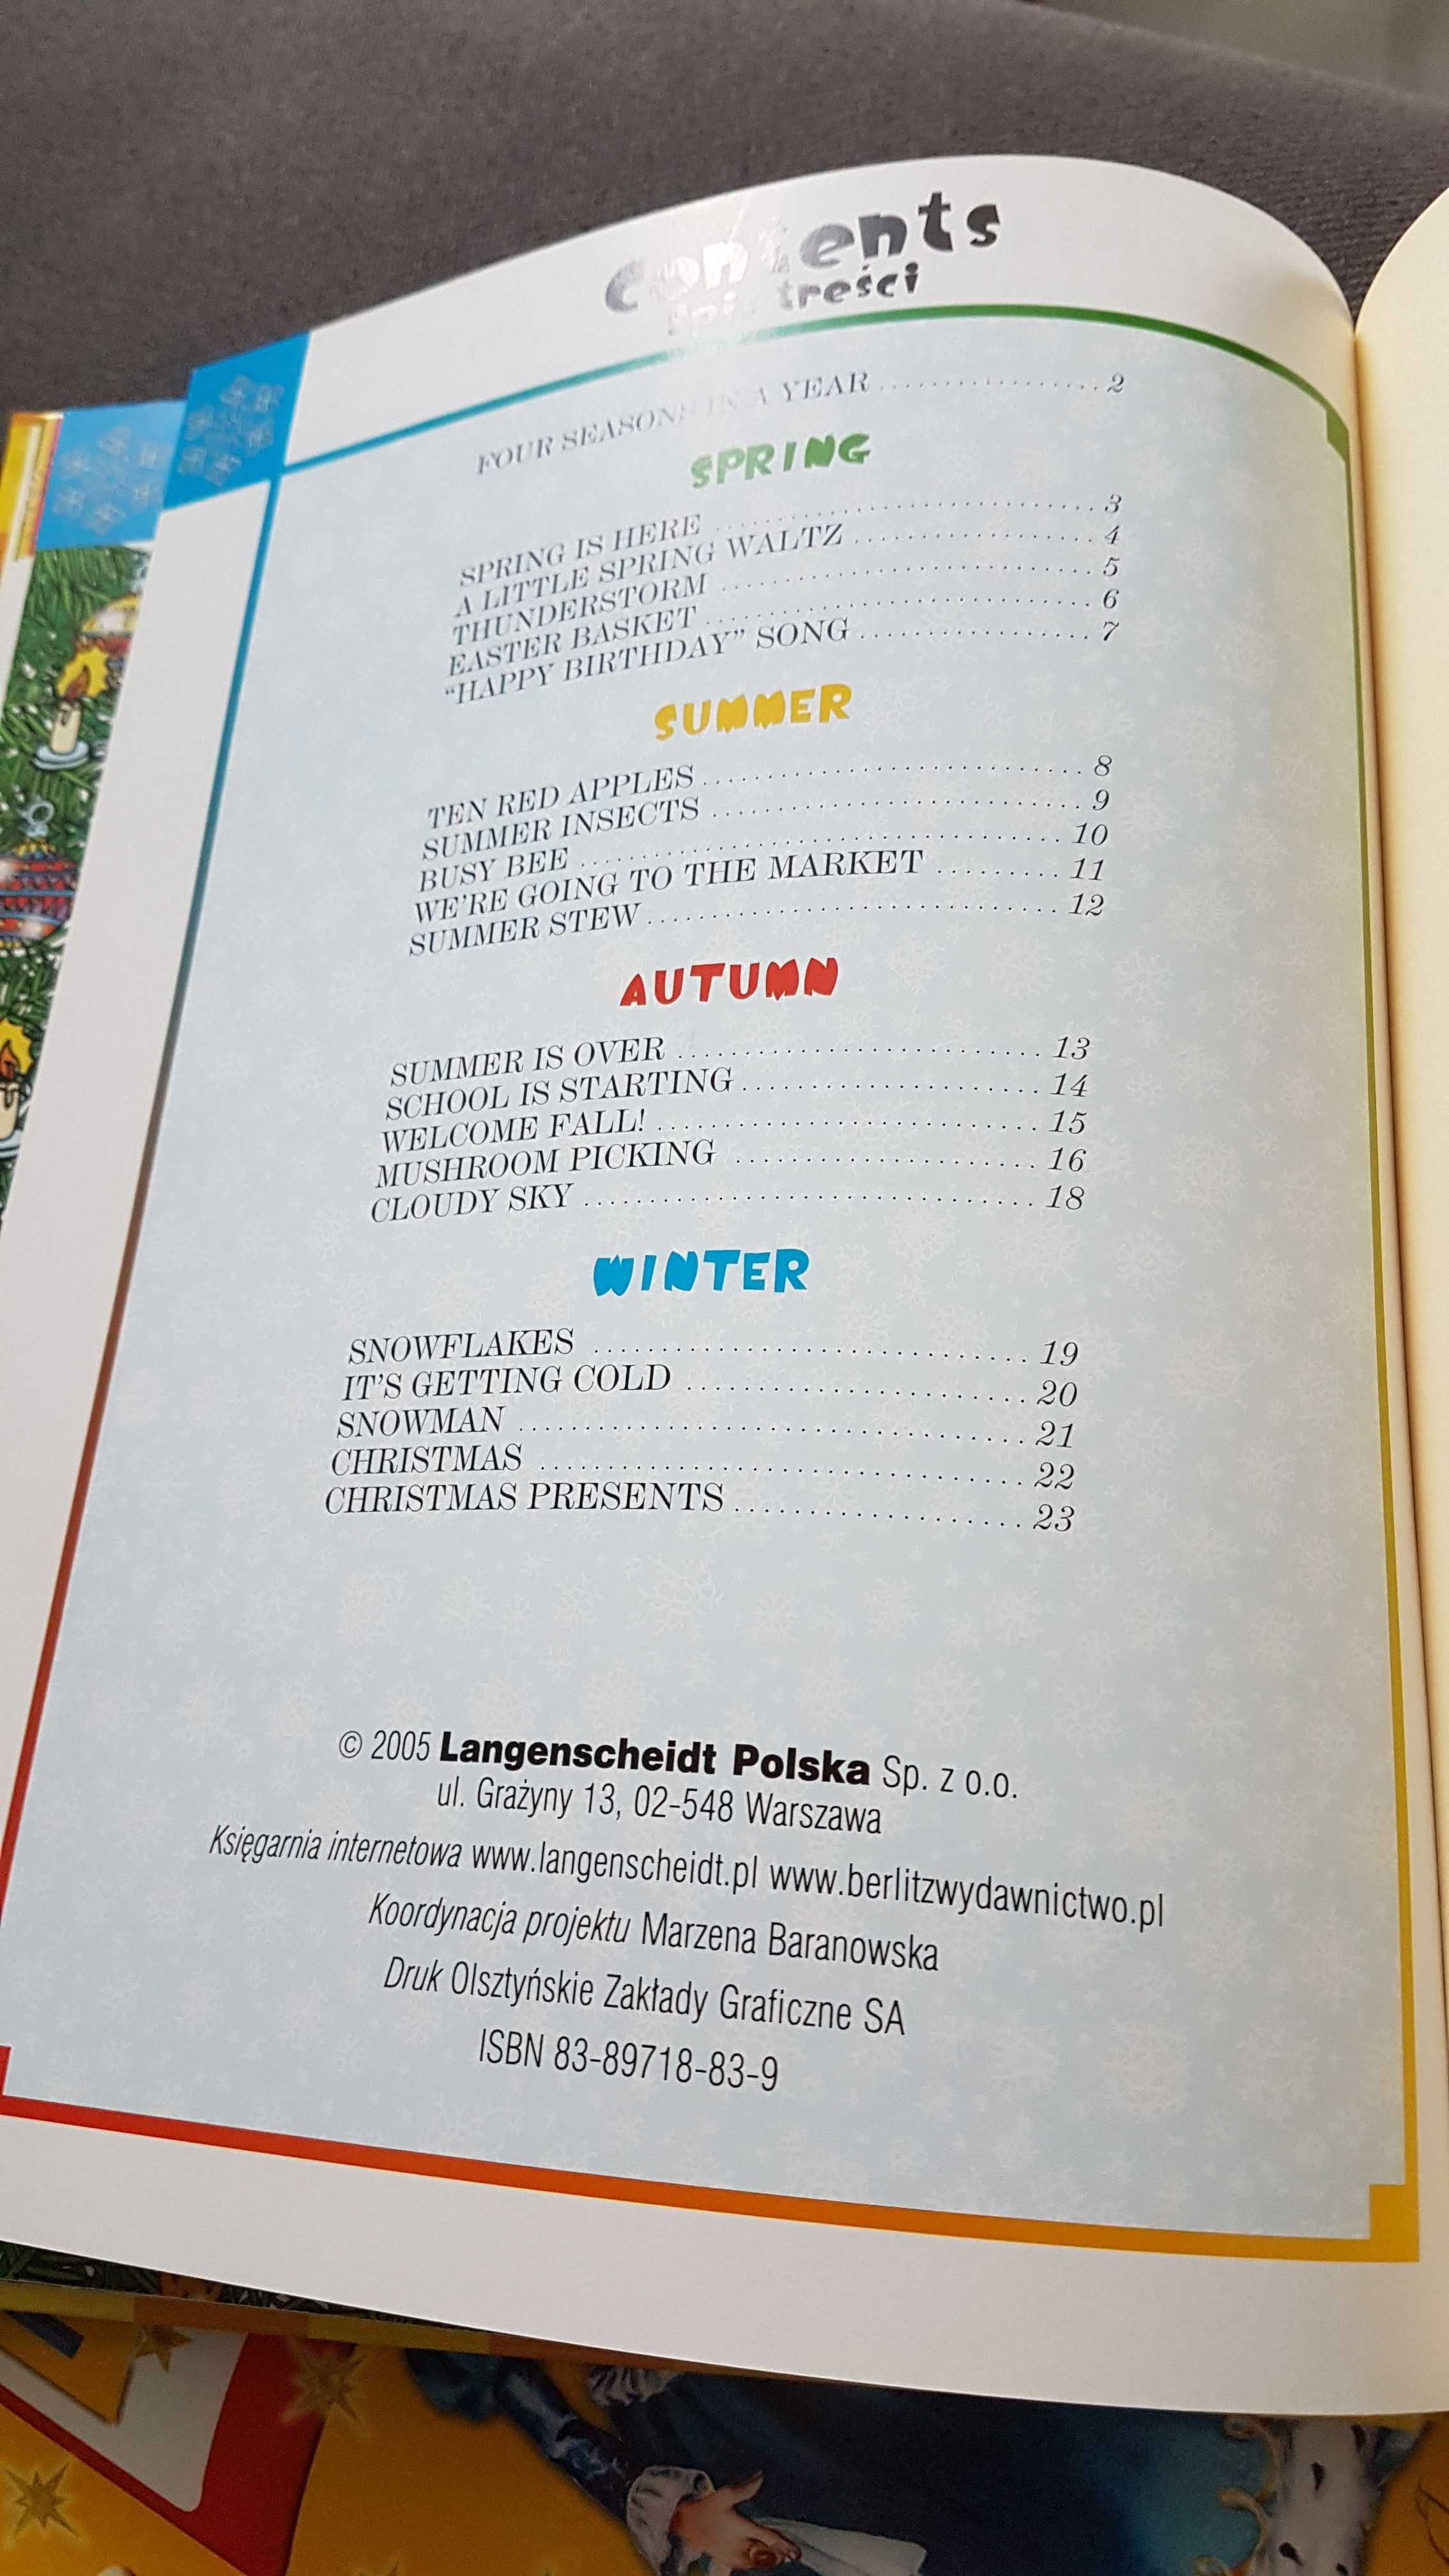 contents
spis treści
FOUR SEASONS IN A YEAR ................. 2
SPRING
SPRING IS HERE ............................. 3
A LITTLE SPRING WALTZ .................. 4
THUNDERSTORM ............................ 5
EASTER BASKET ............................. 6
“HAPPY BIRTHDAY” SONG ................. 7
SUMMER
TEN RED APPLES ............................. 8
SUMMER INSECTS ............................ 9
BUSY BEE .................................... 10
WE'RE GOING TO THE MARKET ......... 11
SUMMER STEW ............................... 12
AUTUMN
SUMMER IS OVER ........................... 13
SCHOOL IS STARTING ...................... 14
WELCOME FALL! ............................ 15
MUSHROOM PICKING ...................... 16
CLOUDY SKY .................................. 18
WINTER
SNOWFLAKES ................................ 19
IT'S GETTING COLD ......................... 20
SNOWMAN .................................... 21
CHRISTMAS ................................... 22
CHRISTMAS PRESENTS ..................... 23
© 2005 Langenscheidt Polska Sp. z o.o.
ul. Grażyny 13, 02-548 Warszawa
Księgarnia internetowa www.langenscheidt.pl www.berlitzwydawnictwo.pl
Koordynacja projektu Marzena Baranowska
Druk Olsztyńskie Zakłady Graficzne SA
ISBN 83-89718-83-9